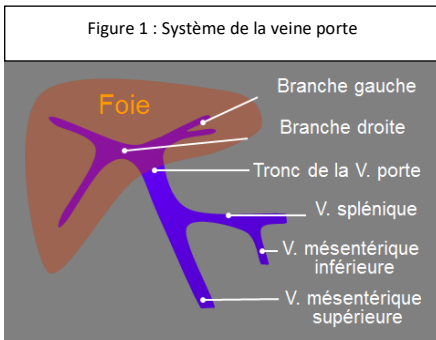 Figure 1 : Système de la veine porte
Foie
Branche gauche
Branche droite
Tronc de la V. porte
V. splénique
V. mésentérique
inférieure
V. mésentérique
supérieure